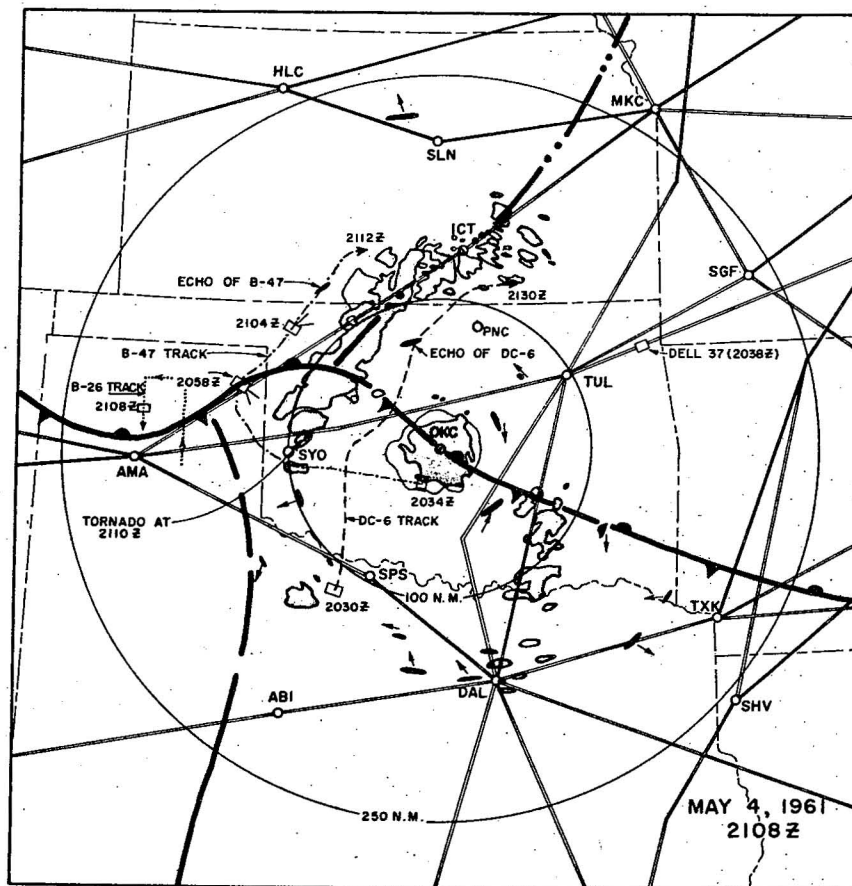 HLC
MKC
SLN
2112Z
ICT
ECHO OF B-47
SGF
2130Z
2104Z
PNC
B-47 TRACK
ECHO OF DC-6
DELL 37 (2038Z)
B-26 TRACK
2058Z
TUL
2108Z
OKC
SYO
AMA
2034Z
TORNADO AT
2110Z
DC-6 TRACK
SPS
100 N.M.
2030Z
TXK
DAL
ABI
SHV
250 N.M.
MAY 4, 1961
2108Z